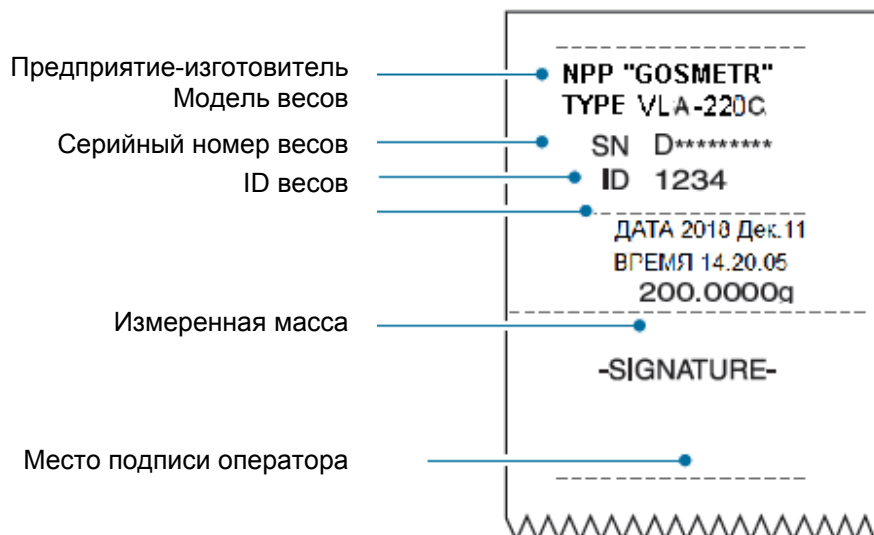 Предприятие-изготовитель
Модель весов
Серийный номер весов
ID весов
Измеренная масса
Место подписи оператора
NPP "GOSMETR"
TYPE VLA-220C
SN D*********
ID 1234
ДАТА 2018 Дек.11
ВРЕМЯ 14.20.05
200.0000g
-SIGNATURE-